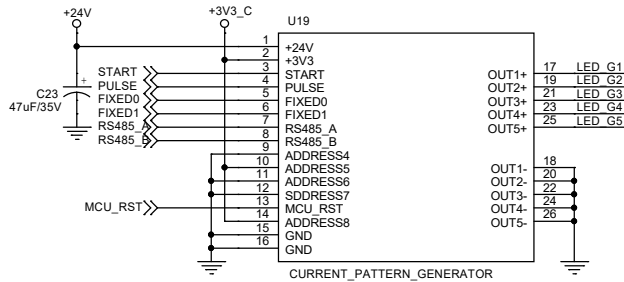 +24V
+3V3_C
U19
1 +24V
2 +3V3
START 3 START
PULSE 4 PULSE
FIXED0 5 FIXED0
FIXED1 6 FIXED1
RS485_A 7 RS485_A
RS485_B 8 RS485_B
9 ADDRESS4
10 ADDRESS5
11 ADDRESS6
12 SDDRESS7
MCU_RST 13 MCU_RST
14 ADDRESS8
15 GND
16 GND
C23
47uF/35V
+
OUT1+ 17 LED_G1
OUT2+ 19 LED_G2
OUT3+ 21 LED_G3
OUT4+ 23 LED_G4
OUT5+ 25 LED_G5
OUT1- 18
OUT2- 20
OUT3- 22
OUT4- 24
OUT5- 26
CURRENT_PATTERN_GENERATOR